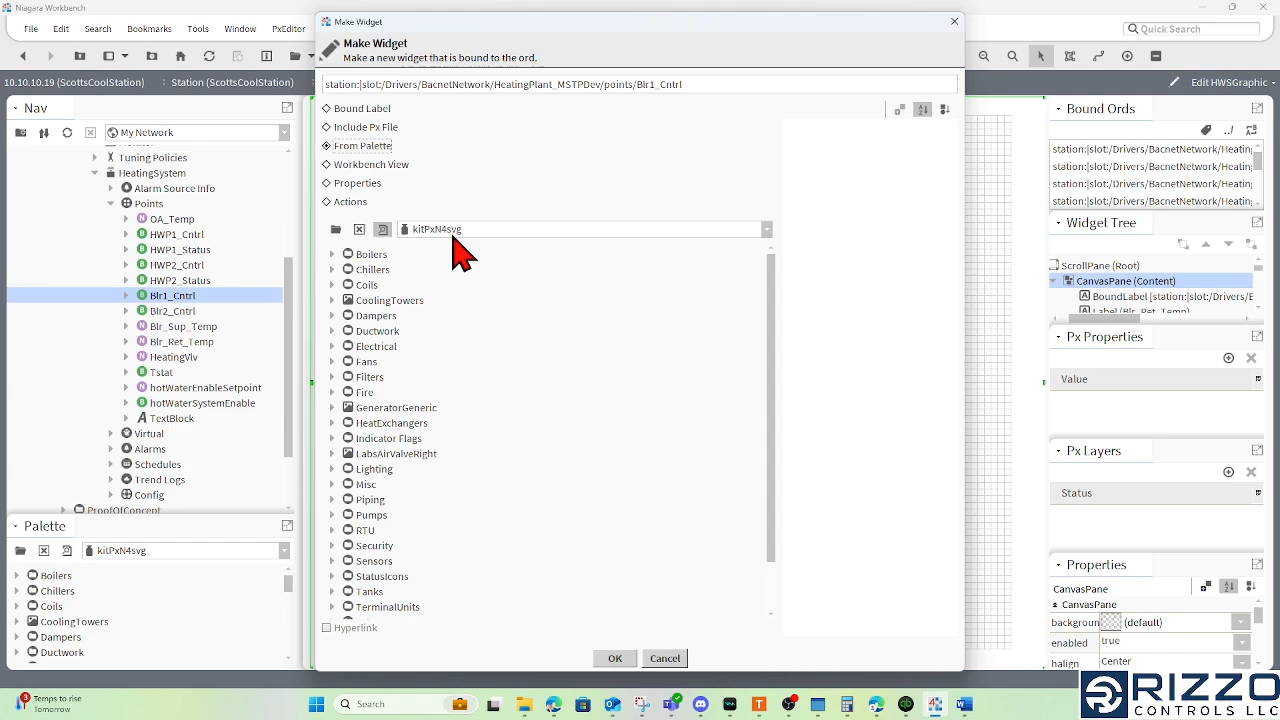 Niagara Workbench
File Edit Search Bookmarks Tools Window PxEditor
Quick Search
10.10.10.19 (ScottsCoolStation) Station (ScottsCoolStation)
Edit HWSGraphic
Nav
My Network
Tuning Policies
HeatingSystem
Alarm Source Info
Points
OA_Temp
HWP1_Cntrl
HWP1_Status
HWP2_Cntrl
HWP2_Status
Blr1_Cntrl
Blr2_Cntrl
Blr_Sup_Temp
Blr_Ret_Temp
HeatingVlv
Tstat
hotWaterEnableSetpoint
hotWaterSystemEnable
TextBlock
Virtual
Alarms
Schedules
Trend Logs
Config
ProofOfConcept
Palette
kitPxN4svg
Boilers
Chillers
Coils
CoolingTowers
Dampers
Ductwork
Make Widget
Make Widget
Make a new widget that is bound to the ord.
station:|slot:/Drivers/BacnetNetwork/HeatingPlant_MSTPDev/points/Blr1_Cntrl
Bound Label
Include Px File
From Palette
Workbench View
Properties
Actions
kitPxN4svg
Boilers
Chillers
Coils
CoolingTowers
Dampers
Ductwork
Electrical
Fans
Filters
Fire
GeneratorGeneric
HeatExchangers
Indicator Flags
LabsAirValveRight
Lighting
Misc
Piping
Pumps
RTU
Security
Sensors
StatusIcons
Tanks
TerminalUnits
Hyperlink
OK Cancel
Bound Ords
station:|slot:/Drivers/BacnetNetwork/Heating
station:|slot:/Drivers/BacnetNetwork/Heating
station:|slot:/Drivers/BacnetNetwork/Heating
station:|slot:/Drivers/BacnetNetwork/Heating
Widget Tree
ScrollPane (Root)
CanvasPane (Content)
BoundLabel [station:|slot:/Drivers/B
Label (Blr_Ret_Temp)
Px Properties
Value
Px Layers
Status
Properties
CanvasPane
CanvasPane
backgroun (default)
enabled true
halign Center
3 Temps to rise
Tomorrow
Search
RIZZO
CONTROLS LLC